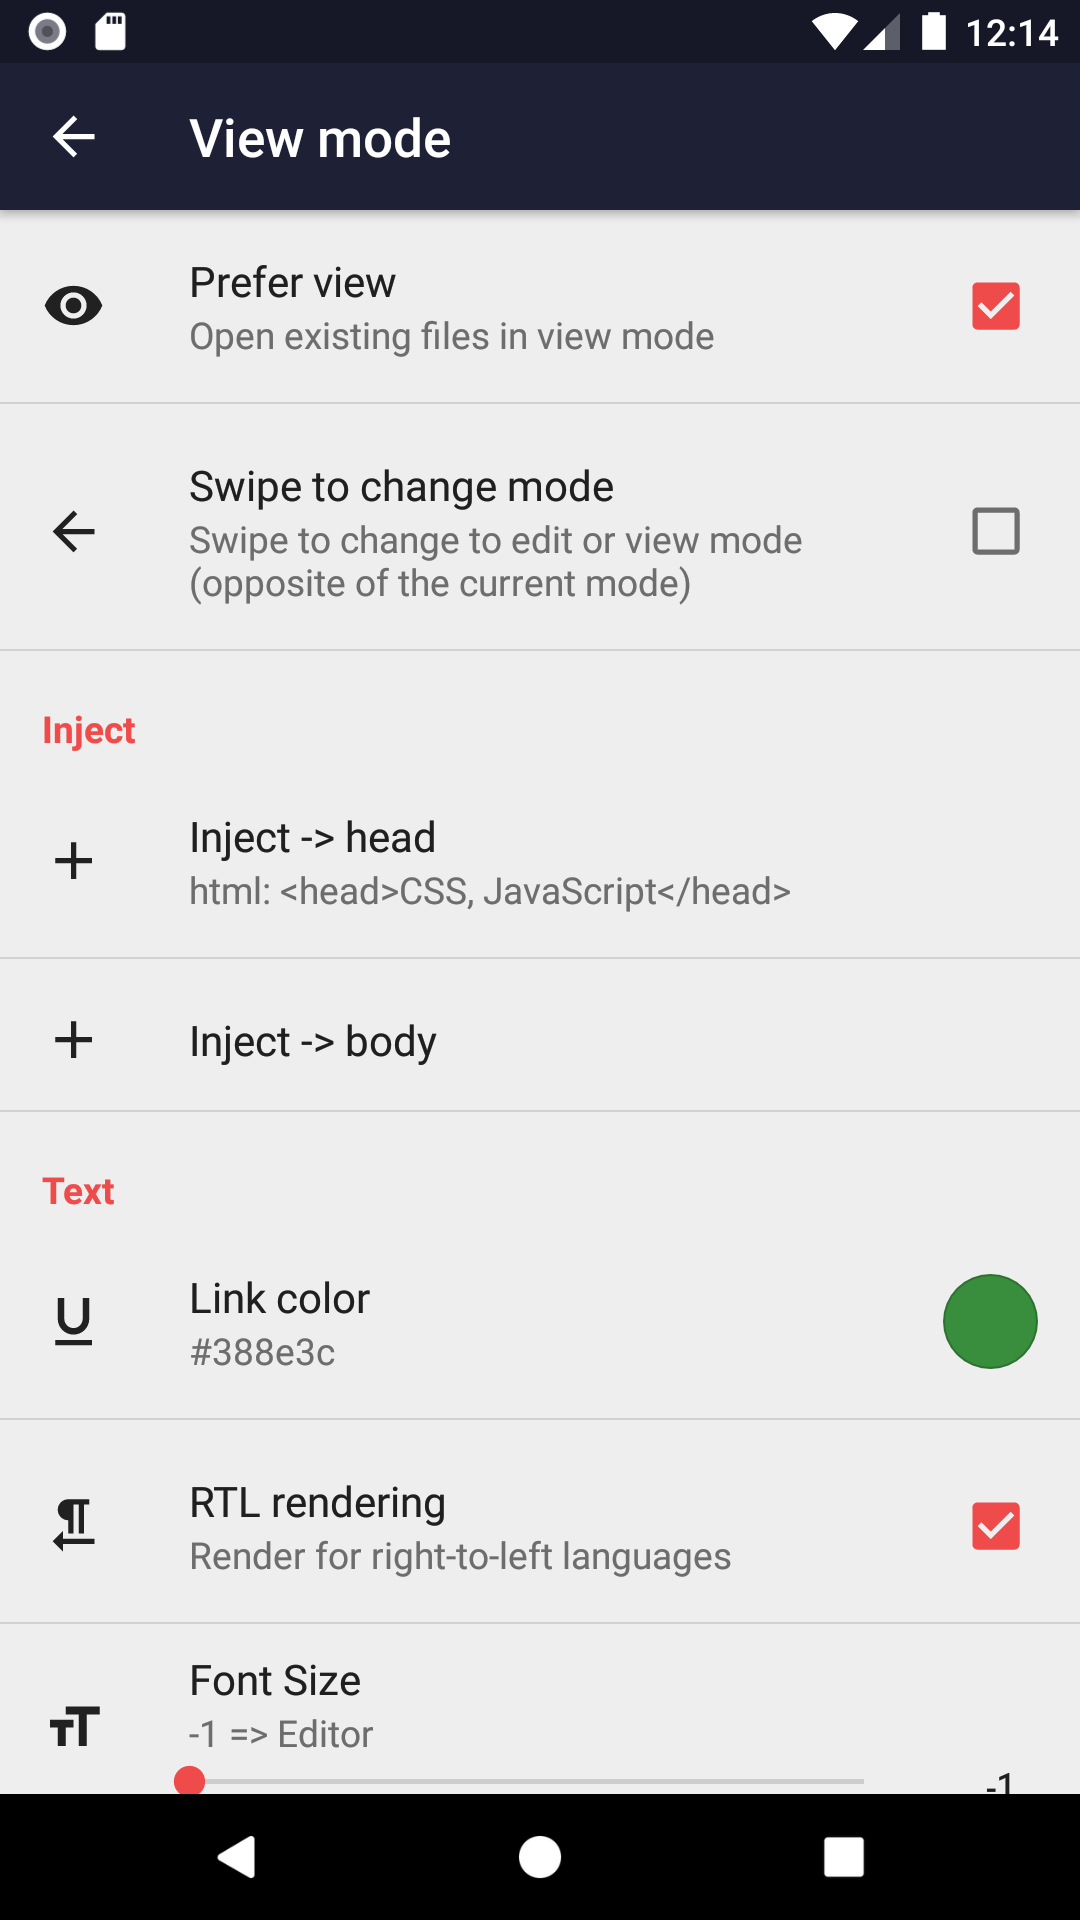 12:14
View mode
Prefer view
Open existing files in view mode
Swipe to change mode
Swipe to change to edit or view mode
(opposite of the current mode)
Inject
Inject -> head
html: <head>CSS, JavaScript</head>
Inject -> body
Text
Link color
#388e3c
RTL rendering
Render for right-to-left languages
Font Size
-1 => Editor
-1